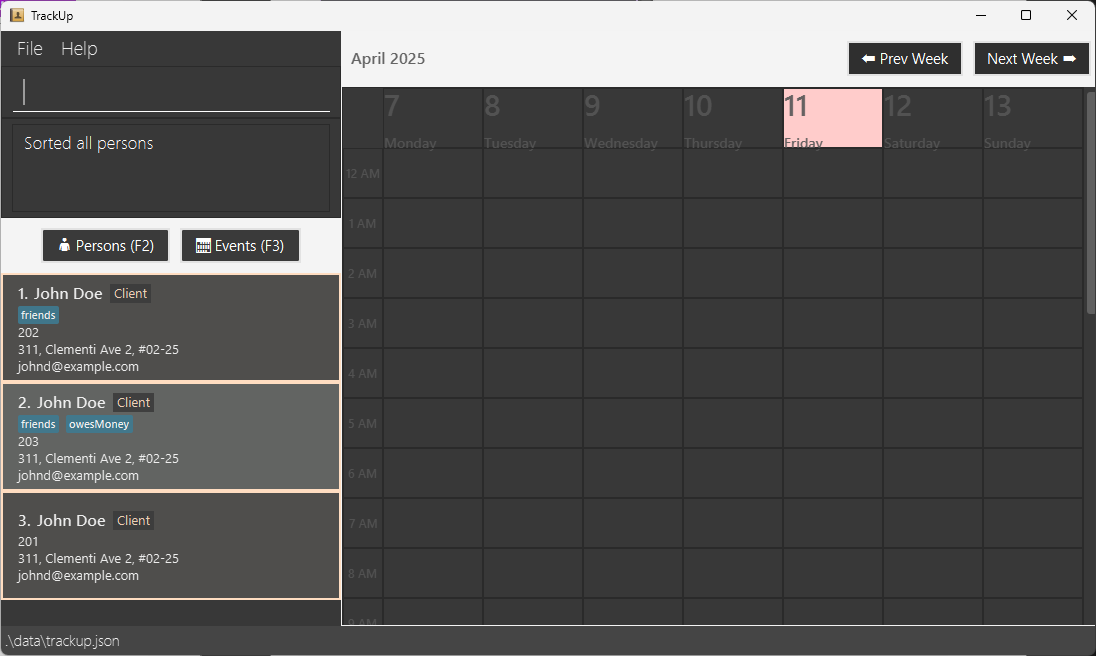 TrackUp
File Help
Sorted all persons
Persons (F2) Events (F3)
1. John Doe Client
friends
202
311, Clementi Ave 2, #02-25
johnd@example.com
2. John Doe Client
friends owesMoney
203
311, Clementi Ave 2, #02-25
johnd@example.com
3. John Doe Client
201
311, Clementi Ave 2, #02-25
johnd@example.com
April 2025
Prev Week Next Week
7 8 9 10 11 12 13
Monday Tuesday Wednesday Thursday Friday Saturday Sunday
12 AM
1 AM
2 AM
3 AM
4 AM
5 AM
6 AM
7 AM
8 AM
9 AM
.\data\trackup.json